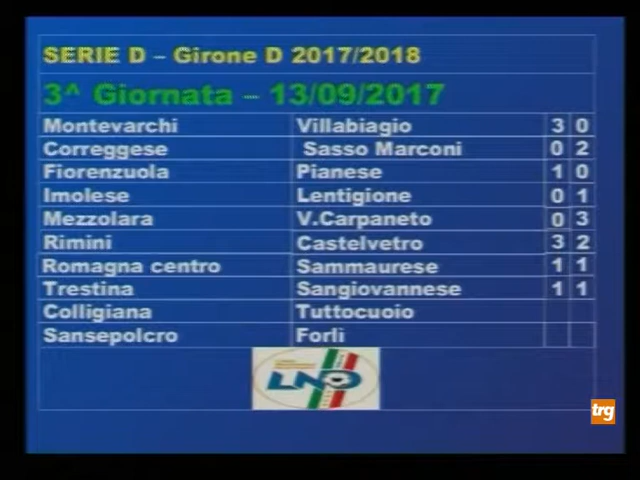 SERIE D – Girone D 2017/2018
3^ Giornata – 13/09/2017
Montevarchi Villabiagio 3 0
Correggese Sasso Marconi 0 2
Fiorenzuola Pianese 1 0
Imolese Lentigione 0 1
Mezzolara V.Carpaneto 0 3
Rimini Castelvetro 3 2
Romagna centro Sammaurese 1 1
Trestina Sangiovannese 1 1
Colligiana Tuttocuoio
Sansepolcro Forlì
LND
trg